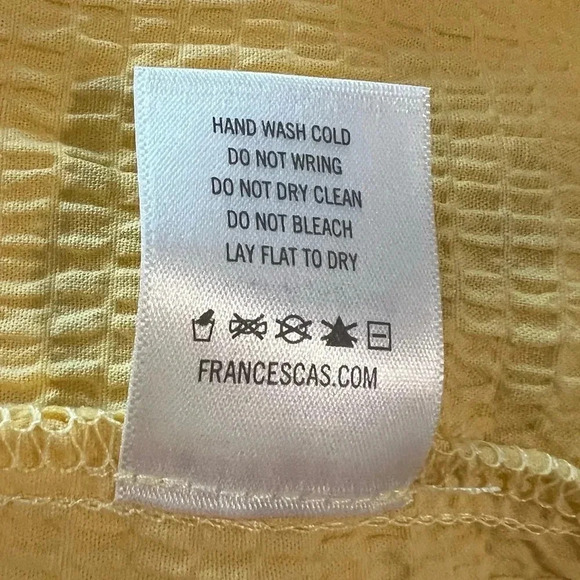 HAND WASH COLD
DO NOT WRING
DO NOT DRY CLEAN
DO NOT BLEACH
LAY FLAT TO DRY
FRANCESCAS.COM